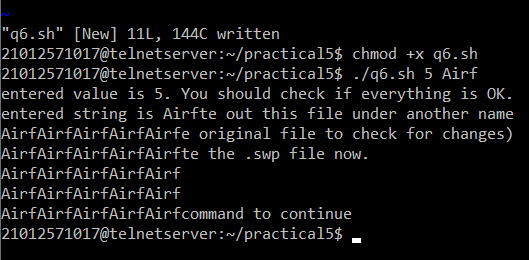 "q6.sh" [New] 11L, 144C written
21012571017@telnetserver:~/practical5$ chmod +x q6.sh
21012571017@telnetserver:~/practical5$ ./q6.sh 5 Airf
entered value is 5. You should check if everything is OK.
entered string is Airfte out this file under another name
AirfAirfAirfAirfAirfe original file to check for changes)
AirfAirfAirfAirfAirfte the .swp file now.
AirfAirfAirfAirfAirf
AirfAirfAirfAirfAirf
AirfAirfAirfAirfAirfcommand to continue
21012571017@telnetserver:~/practical5$